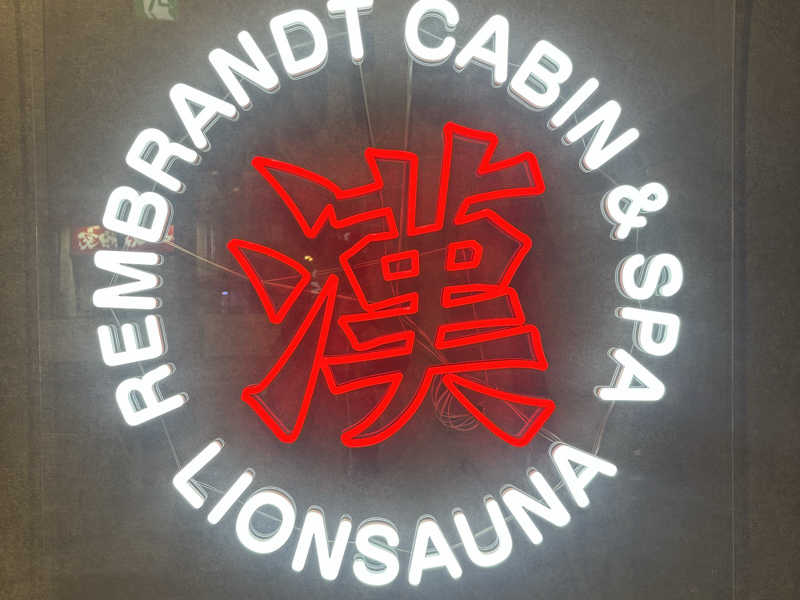 REMBRANDT CABIN & SPA
漢
LIONSAUNA